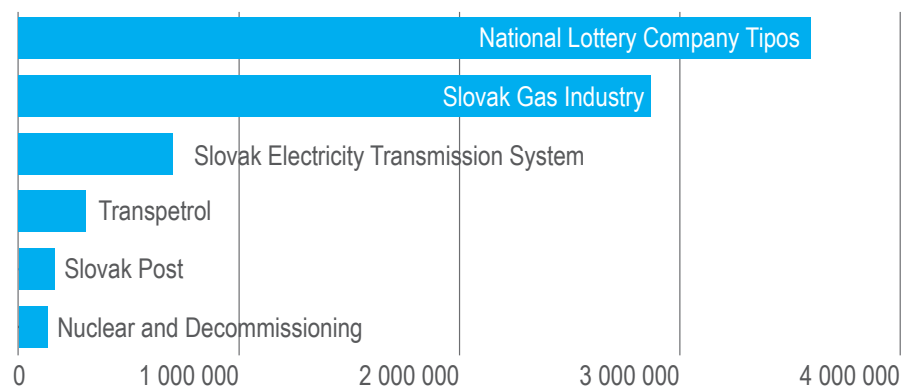 National Lottery Company Tipos
Slovak Gas Industry
Slovak Electricity Transmission System
Transpetrol
Slovak Post
Nuclear and Decommissioning
0 1 000 000 2 000 000 3 000 000 4 000 000